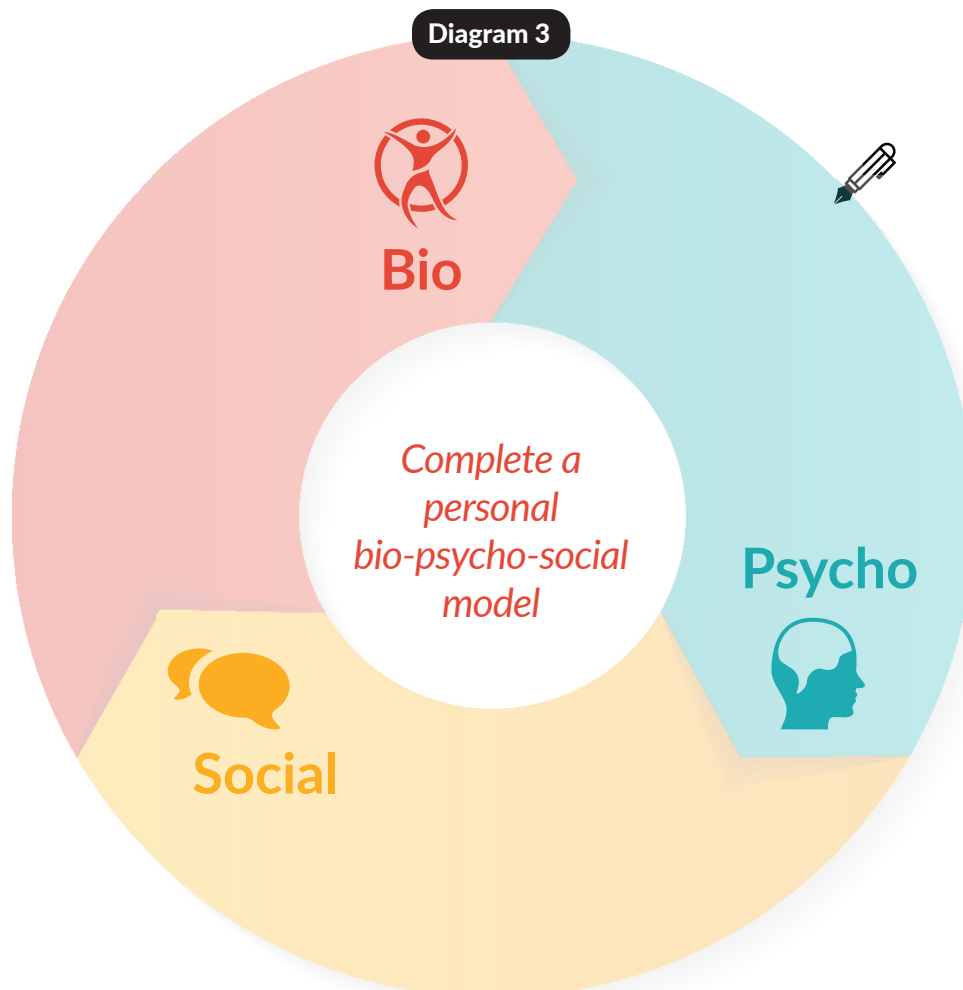 Diagram 3
Bio
Complete a
personal
bio-psycho-social
model
Psycho
Social